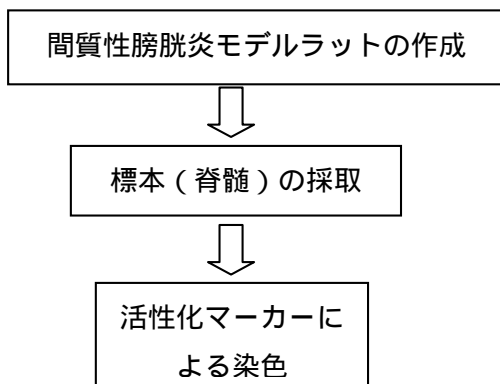 間質性膀胱炎モデルラットの作成
標本（脊髄）の採取
活性化マーカーに
よる染色